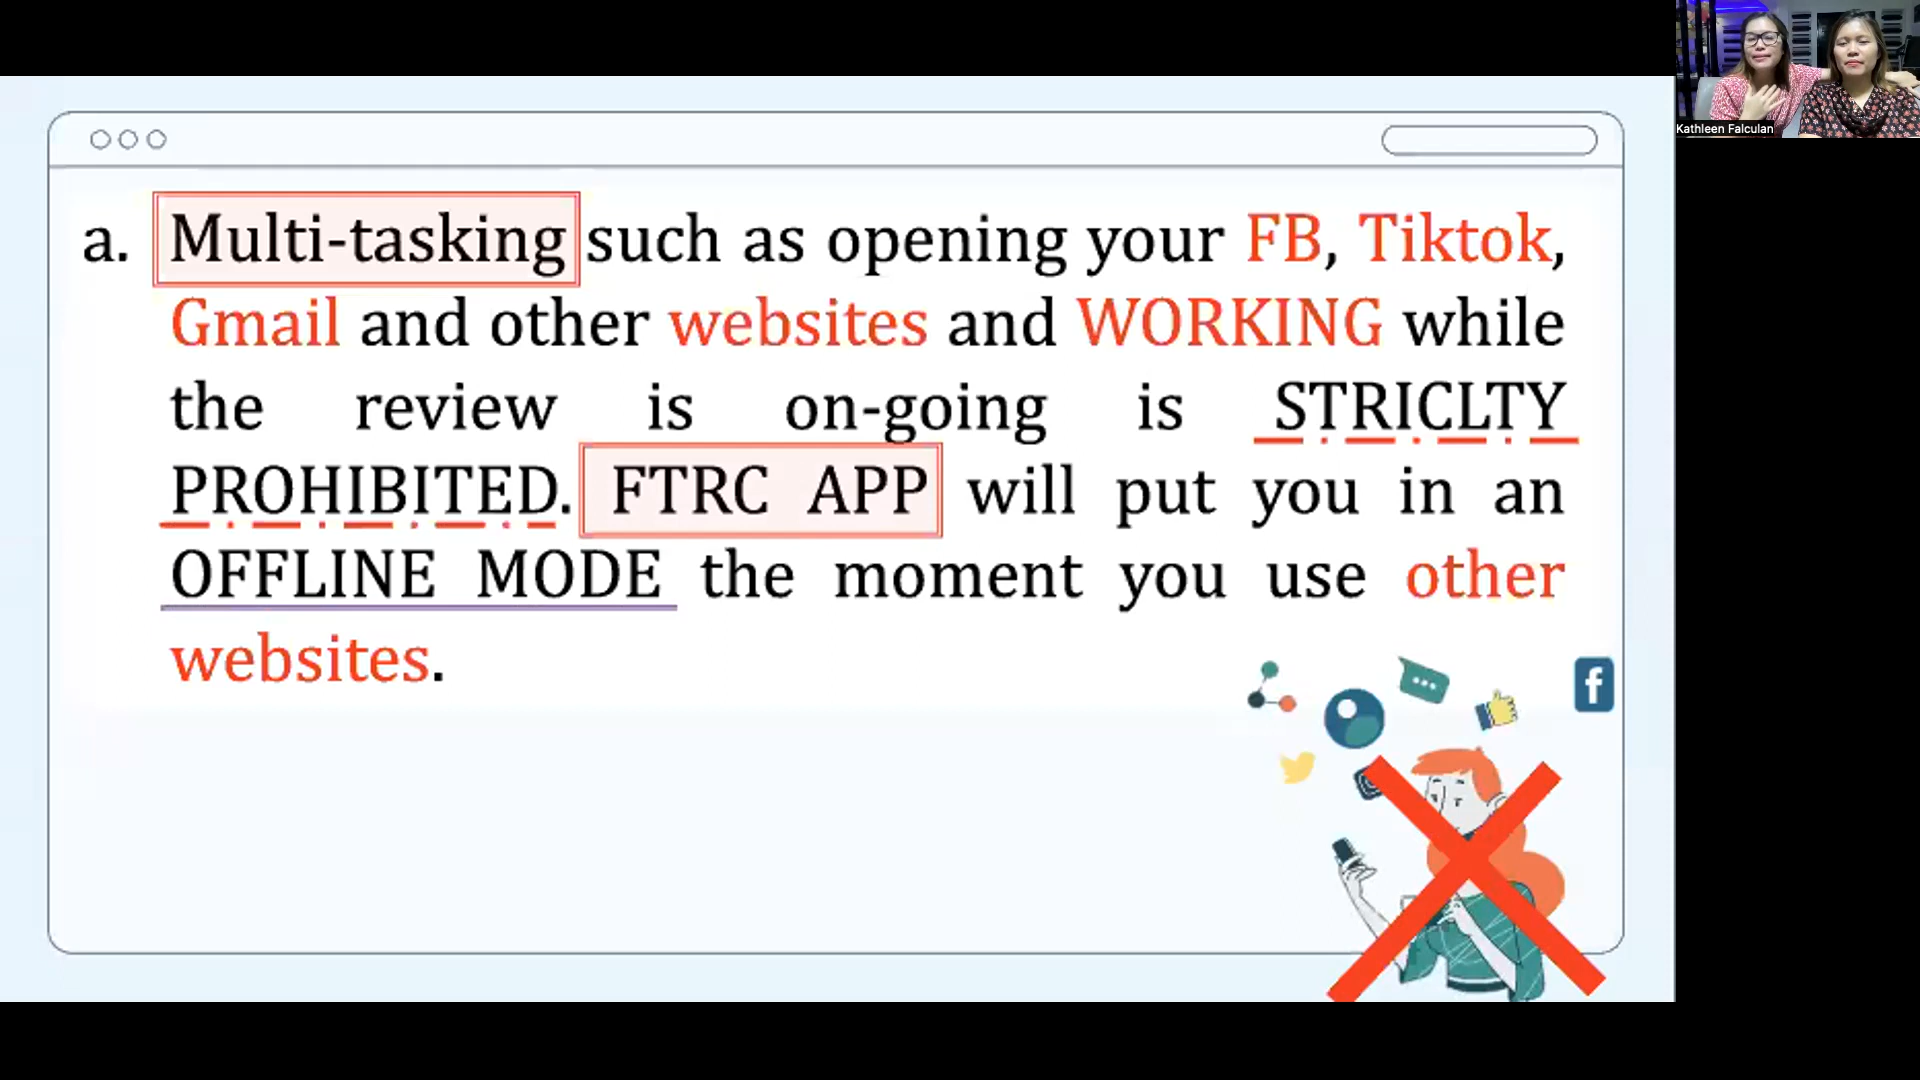 a. Multi-tasking such as opening your FB, Tiktok,
Gmail and other websites and WORKING while
the review is on-going is STRICLTY
PROHIBITED. FTRC APP will put you in an
OFFLINE MODE the moment you use other
websites.
f
Kathleen Falculan